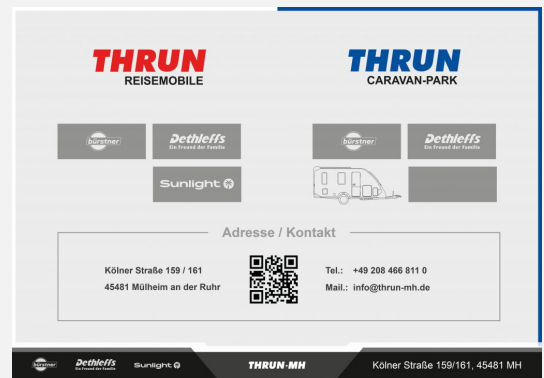 THRUN
REISEMOBILE
THRUN
CARAVAN-PARK
bürstner
Dethleffs
Ein Freund der Familie
bürstner
Dethleffs
Ein Freund der Familie
Sunlight
Adresse / Kontakt
Kölner Straße 159 / 161
45481 Mülheim an der Ruhr
Tel.: +49 208 466 811 0
Mail.: info@thrun-mh.de
bürstner
Dethleffs
Ein Freund der Familie
Sunlight
THRUN-MH
Kölner Straße 159/161, 45481 MH